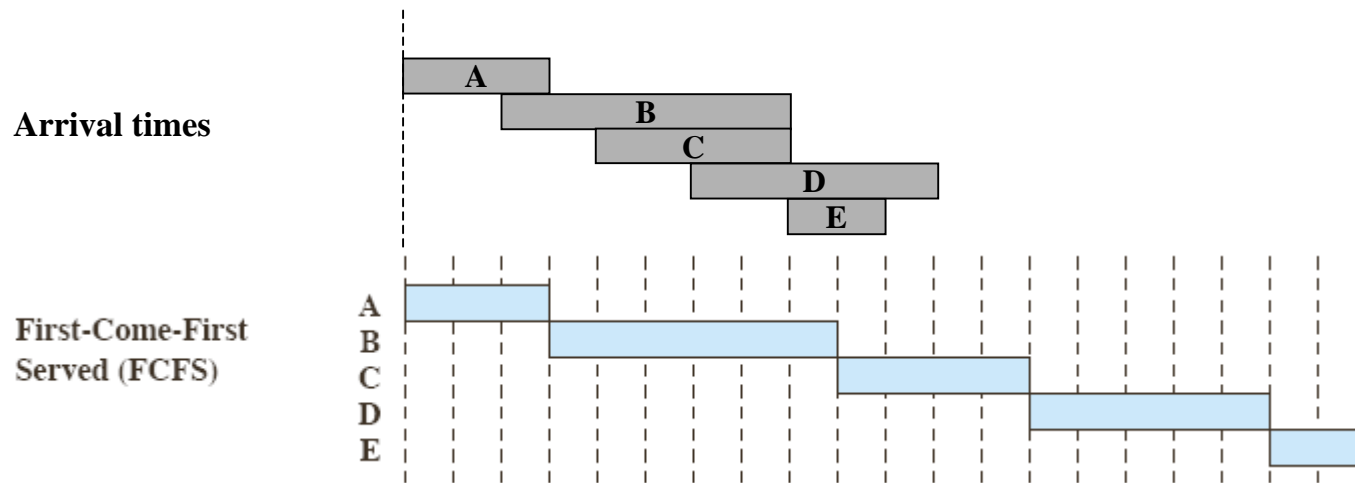 A
B
Arrival times
C
D
E
A
First-Come-First
B
Served (FCFS)
C
D
E